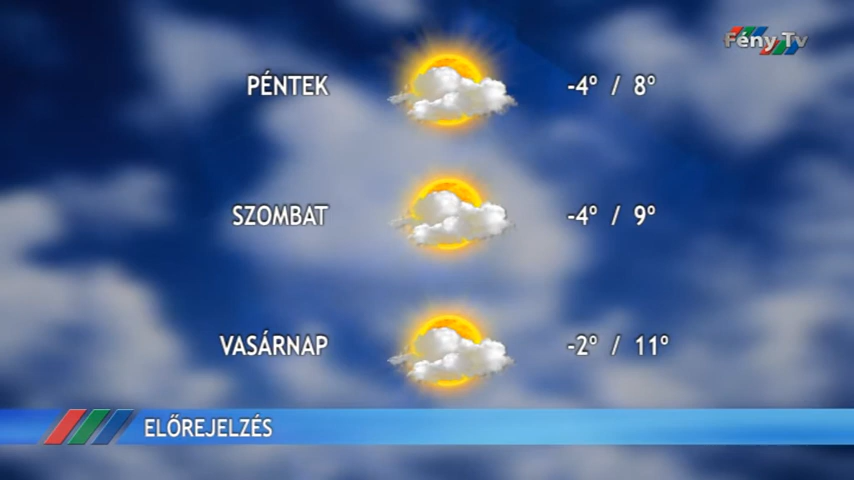 Fény Tv
PÉNTEK -4° / 8°
SZOMBAT -4° / 9°
VASÁRNAP -2° / 11°
ELŐREJELZÉS